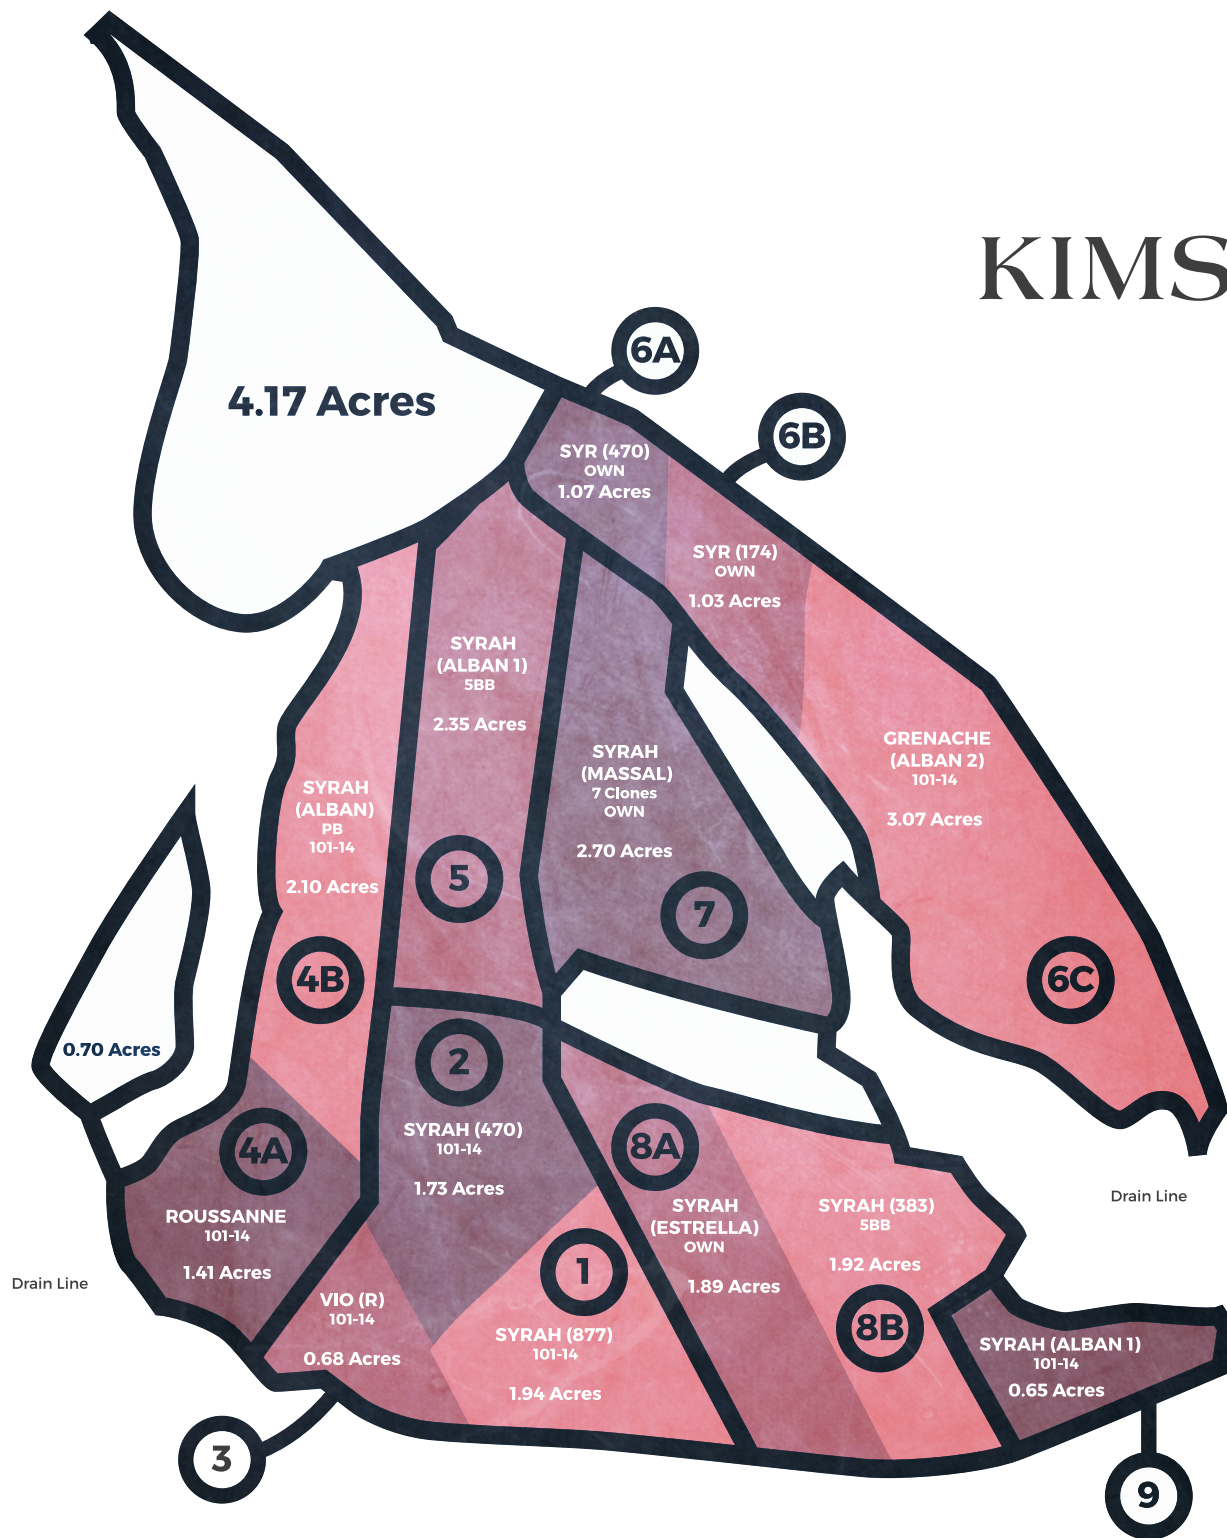 KIMS
6A
4.17 Acres
6B
SYR (470)
OWN
1.07 Acres
SYR (174)
OWN
1.03 Acres
SYRAH
(ALBAN 1)
5BB
2.35 Acres
SYRAH
(MASSAL)
7 Clones
OWN
2.70 Acres
GRENACHE
(ALBAN 2)
101-14
3.07 Acres
SYRAH
(ALBAN)
PB
101-14
2.10 Acres
5
7
4B
6C
0.70 Acres
2
SYRAH (470)
101-14
1.73 Acres
4A
8A
ROUSSANNE
101-14
1.41 Acres
SYRAH
(ESTRELLA)
OWN
1.89 Acres
SYRAH (383)
5BB
1.92 Acres
Drain Line
Drain Line
1
VIO (R)
101-14
0.68 Acres
SYRAH (877)
101-14
1.94 Acres
8B
SYRAH (ALBAN 1)
101-14
0.65 Acres
3
9